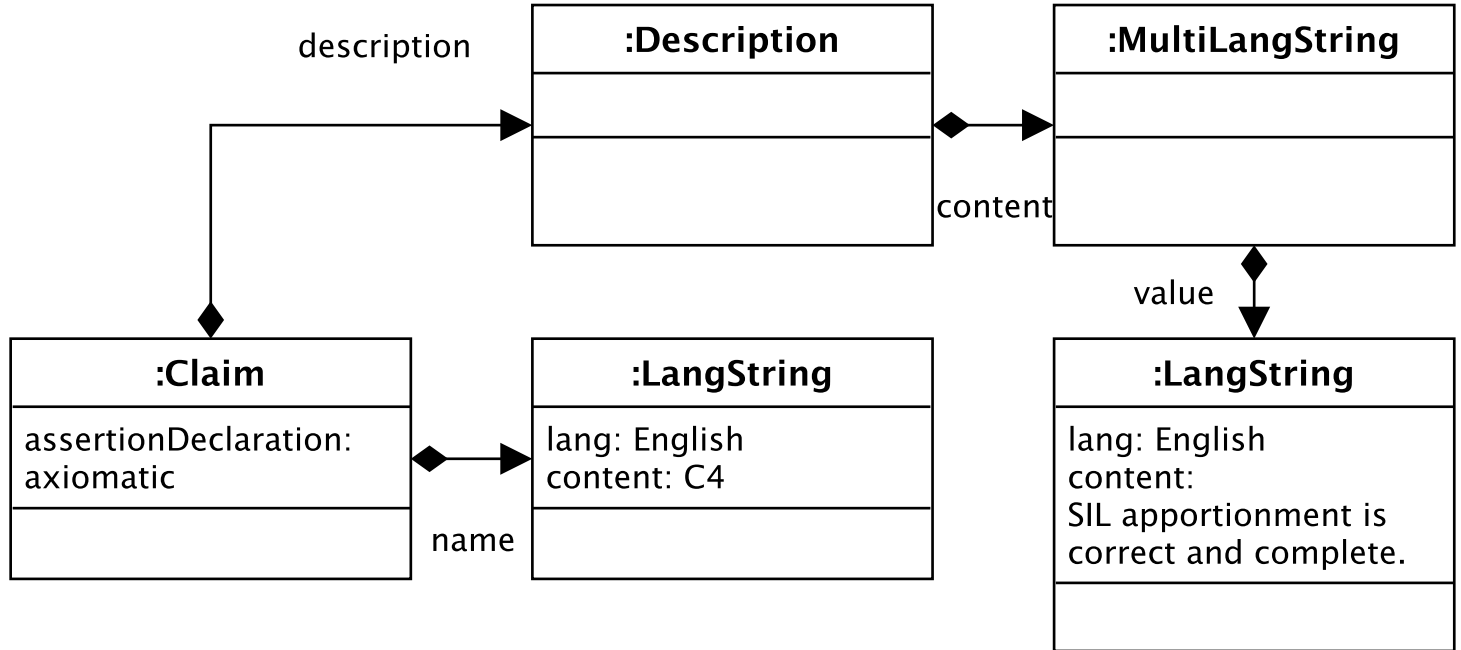 description
:Description
:MultiLangString
content
value
:Claim
assertionDeclaration:
axiomatic
name
:LangString
lang: English
content: C4
:LangString
lang: English
content:
SIL apportionment is
correct and complete.